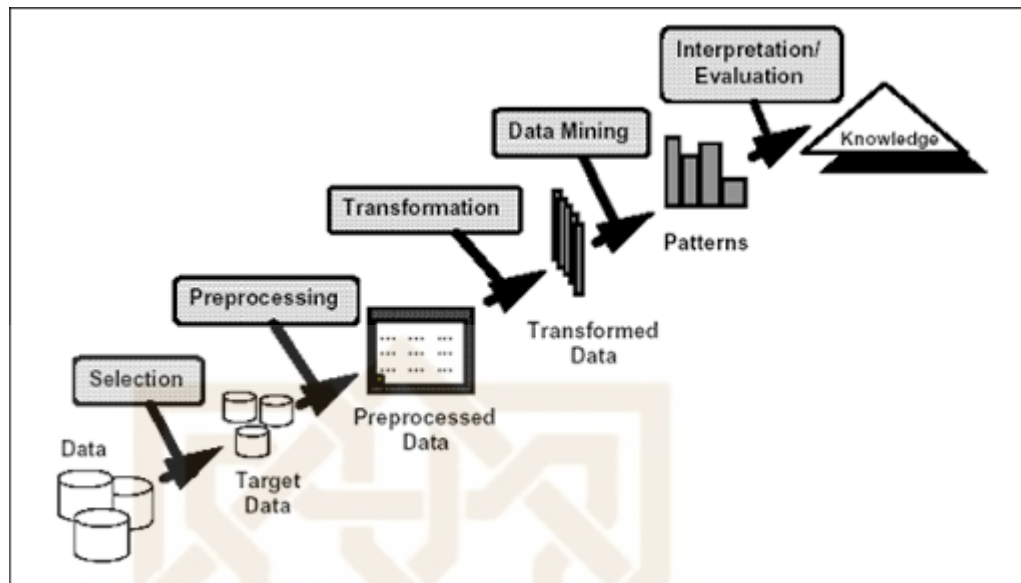 Interpretation/
Evaluation
Knowledge
Data Mining
Patterns
Transformation
Transformed
Data
Preprocessing
Preprocessed
Data
Selection
Target
Data
Data